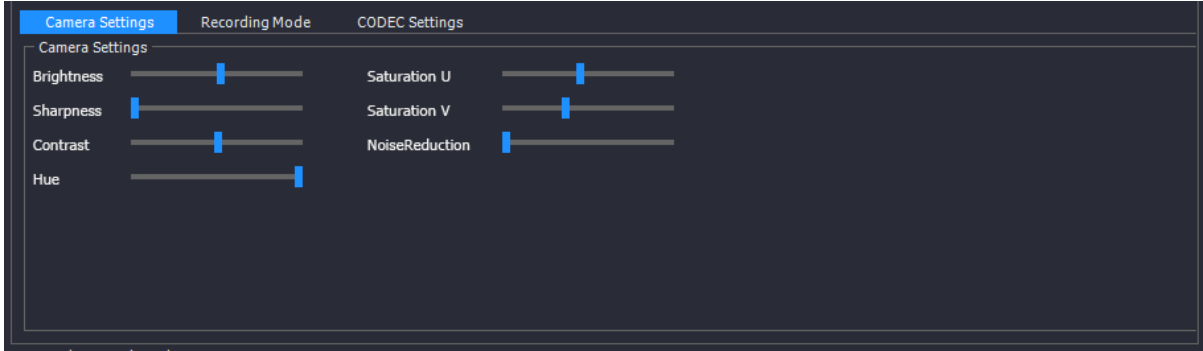 Camera Settings Recording Mode CODEC Settings
Camera Settings
Brightness Saturation U
Sharpness Saturation V
Contrast NoiseReduction
Hue